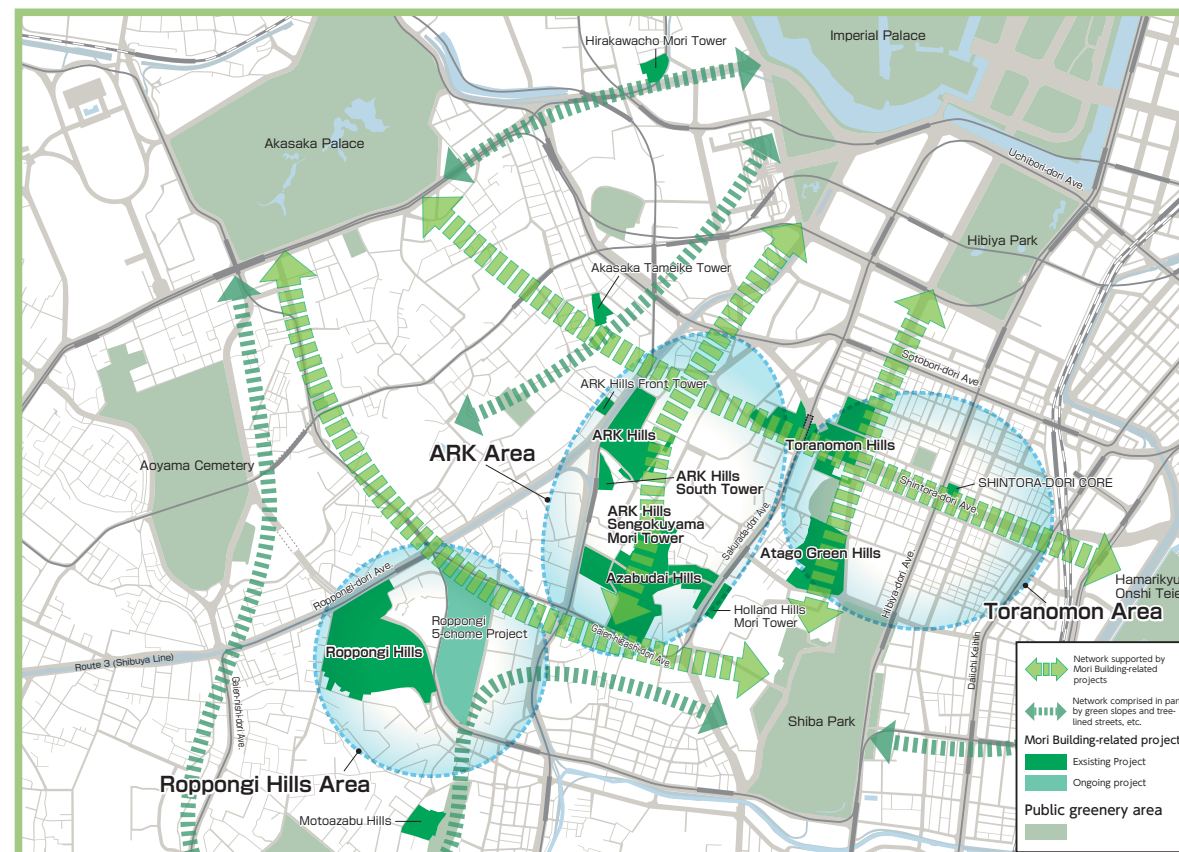 Hirakawacho Mori Tower
Imperial Palace
Akasaka Palace
Uchibori-dori Ave.
Hibiya Park
Akasaka Tameike Tower
Sotobori-dori Ave.
ARK Hills Front Tower
ARK Hills
ARK Area
Toranomon Hills
Aoyama Cemetery
ARK Hills
South Tower
SHINTORA-DORI CORE
Shintora-dori Ave.
ARK Hills
Sengokuyama
Mori Tower
Sakurada-dori Ave.
Atago Green Hills
Azabudai Hills
Hibiya-dori Ave.
Hamarikyu
Onshi Teie
Roppongi-dori Ave.
Holland Hills
Mori Tower
Toranomon Area
Roppongi
5-chome Project
Roppongi Hills
Gaien-higashi-dori Ave.
Daiichi Keihin
Route 3 (Shibuya Line)
Gaien-nishi-dori Ave.
Shiba Park
Roppongi Hills Area
Motoazabu Hills
Network supported by
Mori Building-related
projects
Network comprised in par
by green slopes and tree-
lined streets, etc.
Mori Building-related project
Exsisting Project
Ongoing project
Public greenery area